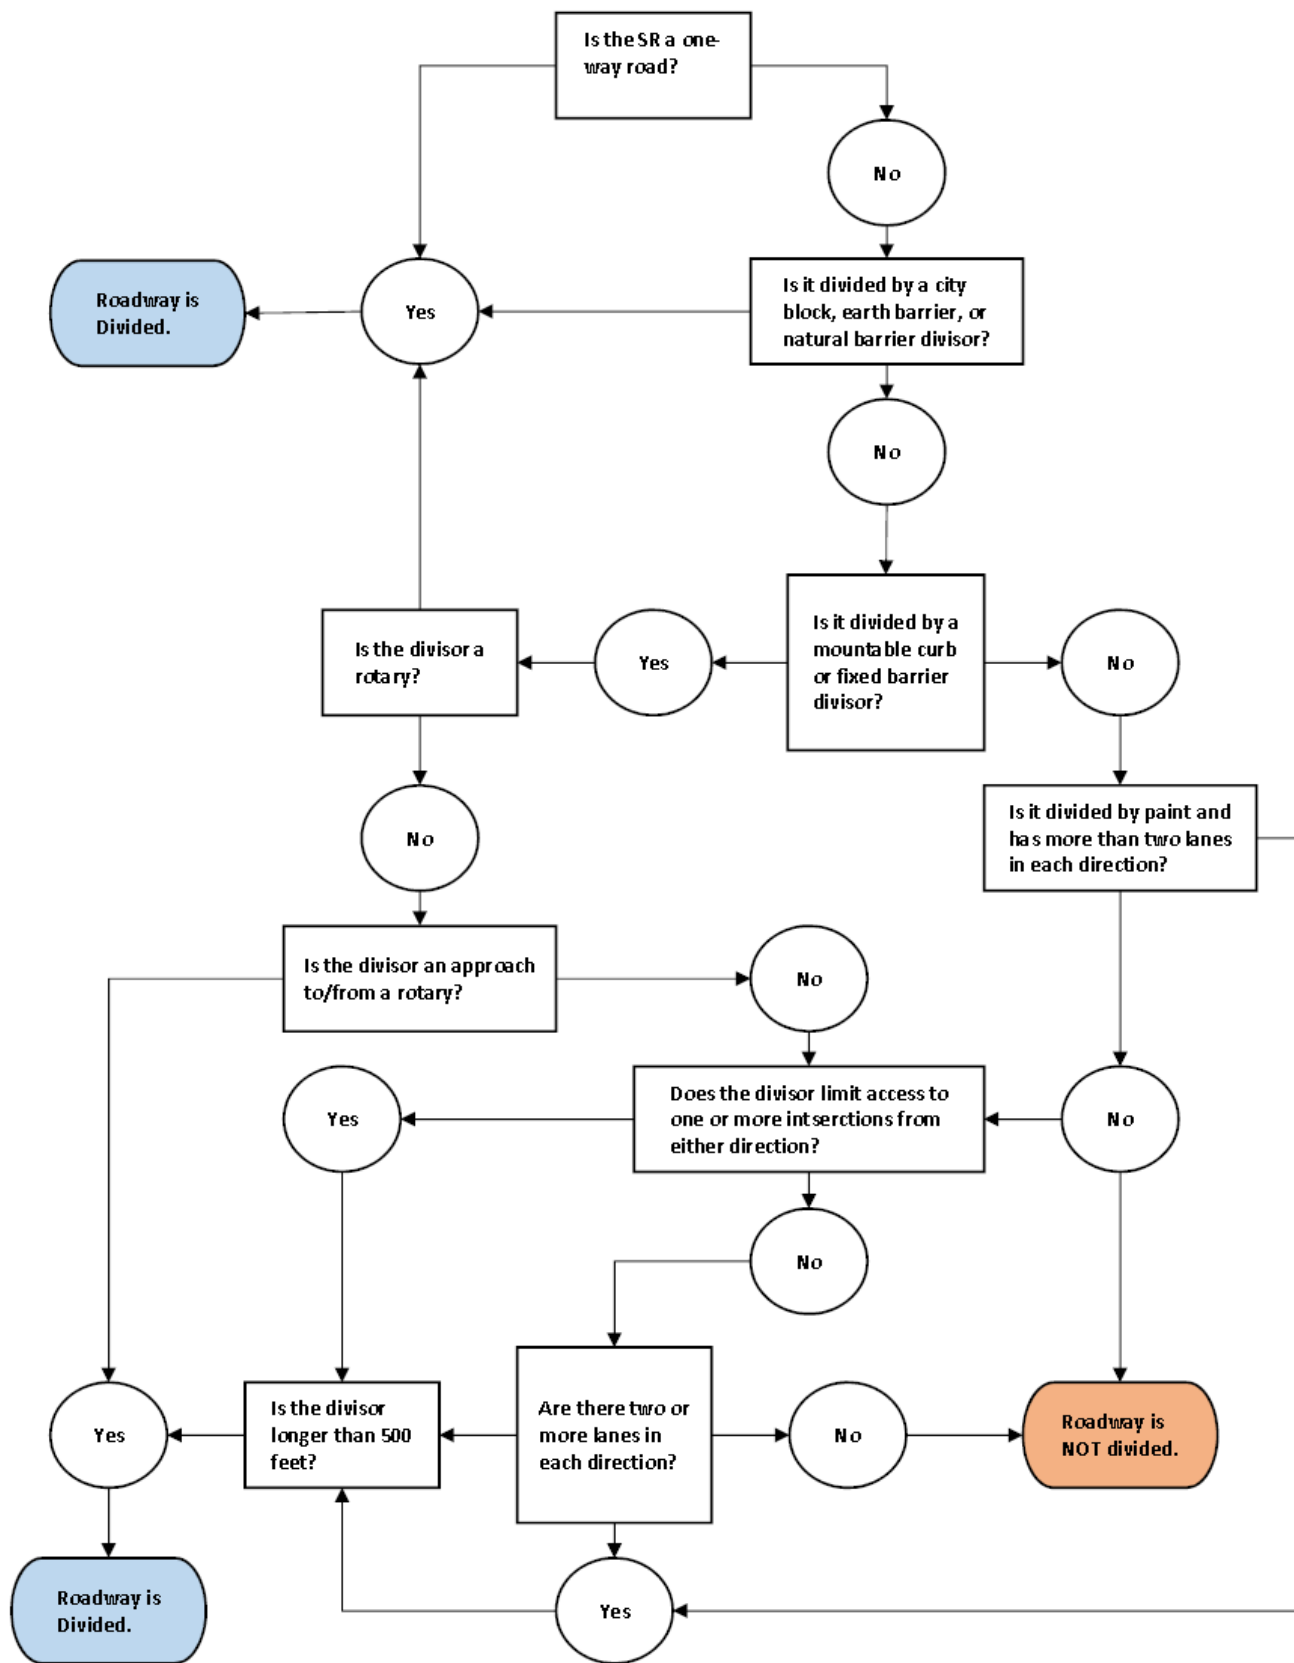 Is the SR a one-
way road?
No
Roadway is
Divided.
Yes
Is it divided by a city
block, earth barrier, or
natural barrier divisor?
No
Is the divisor a
rotary?
Yes
Is it divided by a
mountable curb
or fixed barrier
divisor?
No
No
Is it divided by paint and
has more than two lanes
in each direction?
Is the divisor an approach
to/from a rotary?
No
Yes
Does the divisor limit access to
one or more intserctions from
either direction?
No
No
Yes
Is the divisor
longer than 500
feet?
Are there two or
more lanes in
each direction?
No
Roadway is
NOT divided.
Roadway is
Divided.
Yes